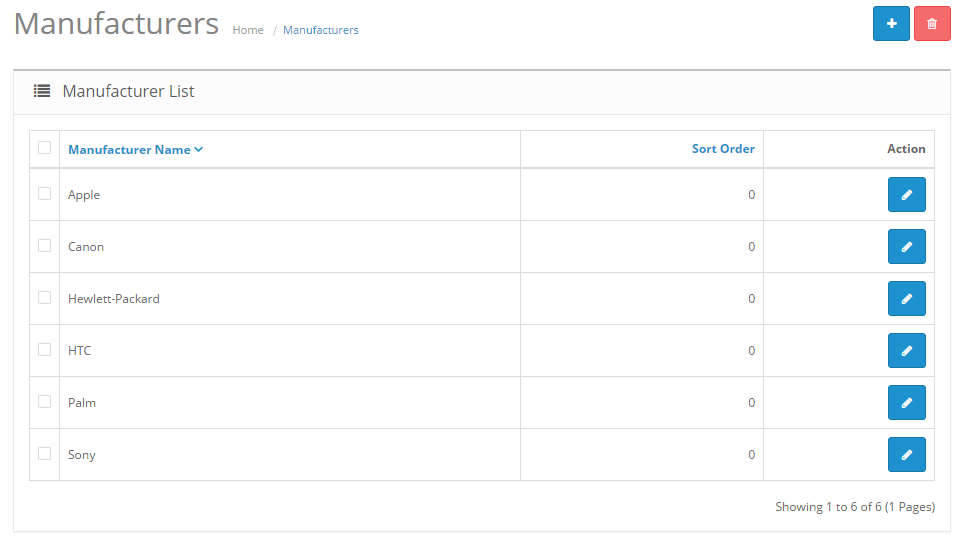 Manufacturers Home / Manufacturers
Manufacturer List
Manufacturer Name Sort Order Action
Apple 0
Canon 0
Hewlett-Packard 0
HTC 0
Palm 0
Sony 0
Showing 1 to 6 of 6 (1 Pages)